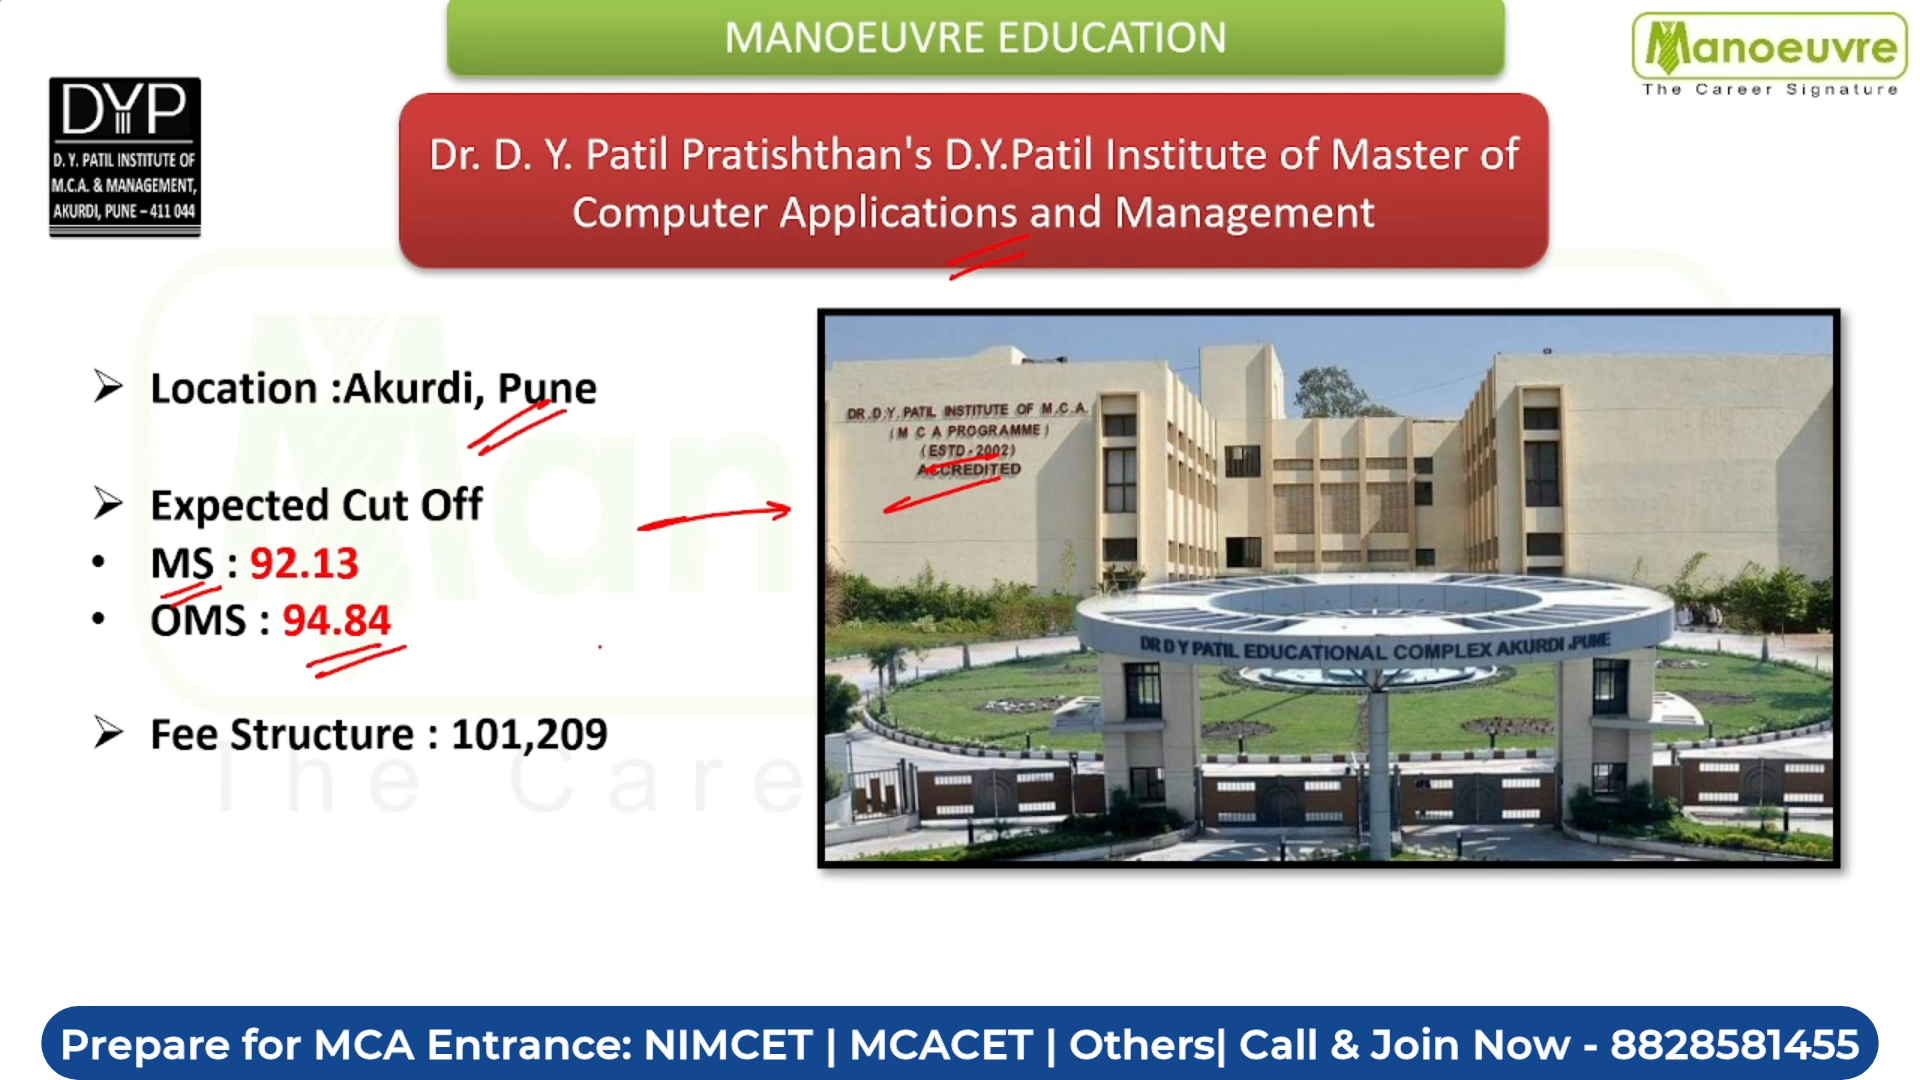 MANOEUVRE EDUCATION
Manoeuvre
The Career Signature
DYP
D. Y. PATIL INSTITUTE OF
M.C.A. & MANAGEMENT,
AKURDI, PUNE – 411 044
Dr. D. Y. Patil Pratishthan's D.Y.Patil Institute of Master of
Computer Applications and Management
➢ Location :Akurdi, Pune
➢ Expected Cut Off
• MS : 92.13
• OMS : 94.84
➢ Fee Structure : 101,209
DR.D.Y.PATIL INSTITUTE OF M.C.A.
(M C A PROGRAMME)
(ESTD-2002)
ACCREDITED
DR D Y PATIL EDUCATIONAL COMPLEX AKURDI .PUNE
Man
The Care
Prepare for MCA Entrance: NIMCET | MCACET | Others| Call & Join Now - 8828581455